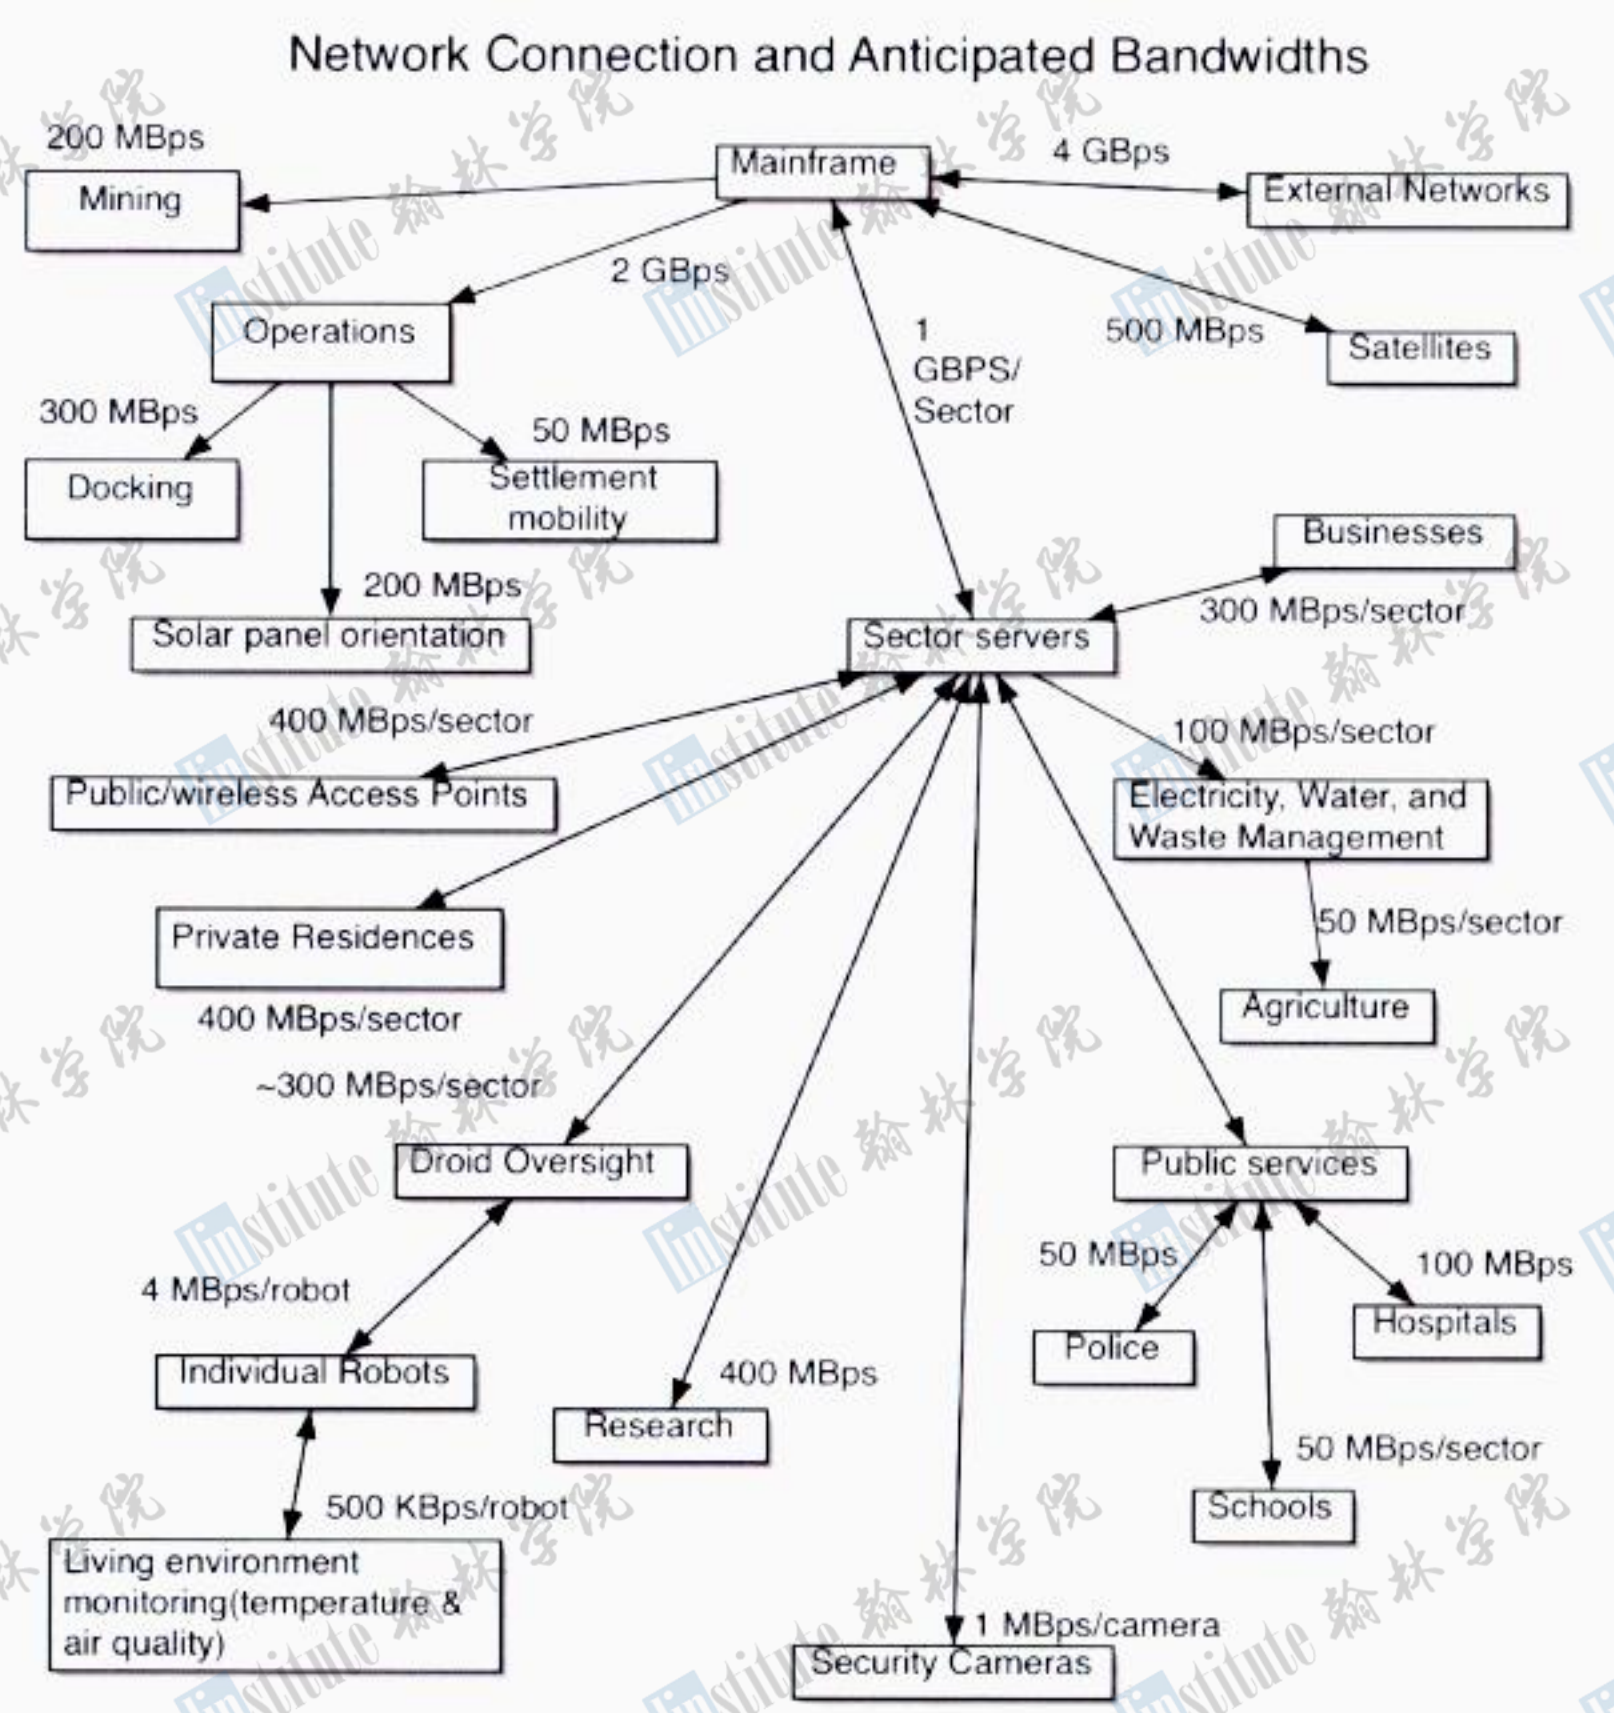 Network Connection and Anticipated Bandwidths
200 MBps
Mining
Mainframe
4 GBps
External Networks
2 GBps
Operations
1
GBPS/
Sector
500 MBps
Satellites
300 MBps
Docking
50 MBps
Settlement
mobility
200 MBps
Solar panel orientation
Businesses
300 MBps/sector
Sector servers
400 MBps/sector
Public/wireless Access Points
100 MBps/sector
Electricity, Water, and
Waste Management
Private Residences
400 MBps/sector
50 MBps/sector
Agriculture
~300 MBps/sector
Droid Oversight
Public services
4 MBps/robot
Individual Robots
50 MBps
Police
100 MBps
Hospitals
400 MBps
Research
50 MBps/sector
Schools
500 KBps/robot
Living environment
monitoring(temperature &
air quality)
1 MBps/camera
Security Cameras
limstitute 翰林学院